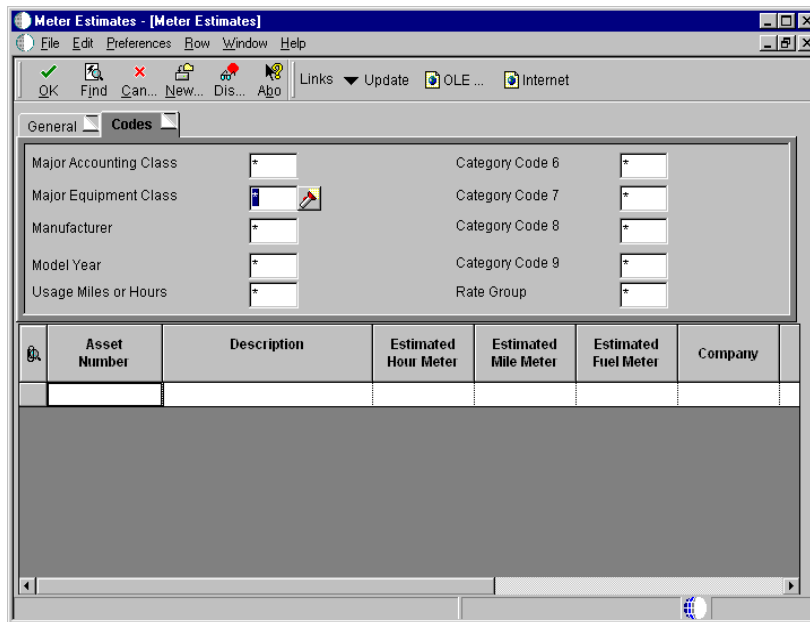 Meter Estimates - [Meter Estimates]
File Edit Preferences Row Window Help
OK Find Can... New... Dis... Abo Links Update OLE ... Internet
General Codes
Major Accounting Class * Category Code 6 *
Major Equipment Class * Category Code 7 *
Manufacturer * Category Code 8 *
Model Year * Category Code 9 *
Usage Miles or Hours * Rate Group *
Asset Number Description Estimated Hour Meter Estimated Mile Meter Estimated Fuel Meter Company